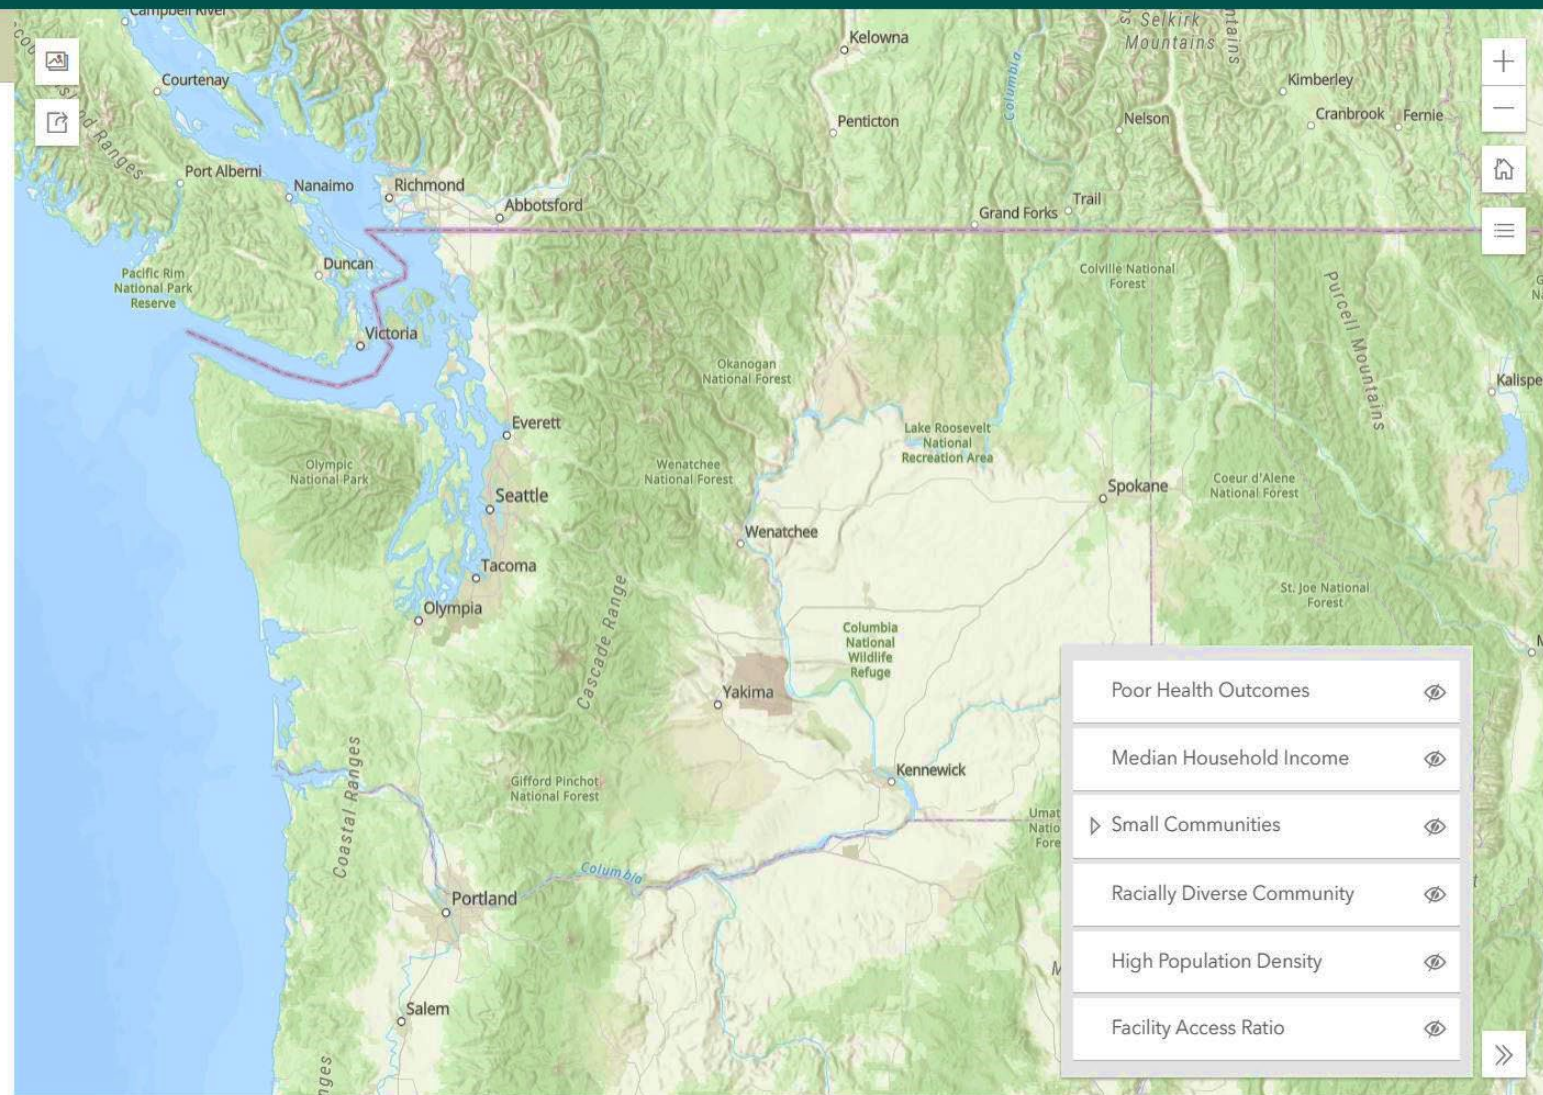 Campbell River
Kelowna
Selkirk
Mountains
Courtenay
Columbia
Kimberley
Penticton
Nelson
Cranbrook
Fernie
Port Alberni
Nanaimo
Richmond
Abbotsford
Trail
Grand Forks
Duncan
Pacific Rim
National Park
Reserve
Colville National
Forest
Purcell Mountains
Victoria
Okanogan
National Forest
Kalispe
Everett
Lake Roosevelt
National
Recreation Area
Olympic
National Park
Wenatchee
National Forest
Coeur d'Alene
National Forest
Spokane
Seattle
Wenatchee
Tacoma
Olympia
Cascade Range
St. Joe National
Forest
Columbia
National
Wildlife
Refuge
Yakima
Kennewick
Gifford Pinchot
National Forest
Coastal Ranges
Umat
Natio
Fore
Columbia
Portland
Salem
Poor Health Outcomes
Median Household Income
Small Communities
Racially Diverse Community
High Population Density
Facility Access Ratio